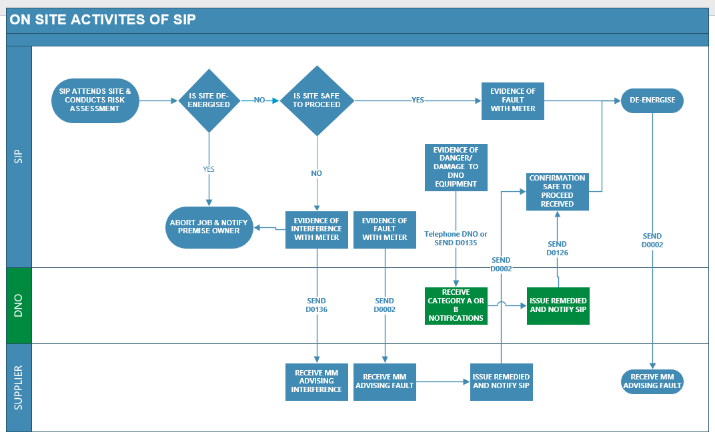 ON SITE ACTIVITES OF SIP
SIP
SIP ATTENDS SITE &
CONDUCTS RISK
ASSESSMENT
IS SITE DE-
ENERGISED
NO
IS SITE SAFE
TO PROCEED
YES
EVIDENCE OF
FAULT
WITH METER
DE-ENERGISE
YES
NO
EVIDENCE OF
DANGER/
DAMAGE TO
DNO
EQUIPMENT
CONFIRMATION
SAFE TO
PROCEED
RECEIVED
ABORT JOB & NOTIFY
PREMISE OWNER
EVIDENCE OF
INTERFERENCE
WITH METER
EVIDENCE OF
FAULT
WITH METER
Telephone DNO or
SEND D0135
SEND
D0126
SEND
D0002
SEND
D0002
DNO
SEND
D0136
SEND
D0002
RECEIVE
CATEGORY A OR
B
NOTIFICATIONS
ISSUE REMEDIED
AND NOTIFY SIP
SUPPLIER
RECEIVE MM
ADVISING
INTERFERENCE
RECEIVE MM
ADVISING FAULT
ISSUE REMEDIED
AND NOTIFY SIP
RECEIVE MM
ADVISING FAULT